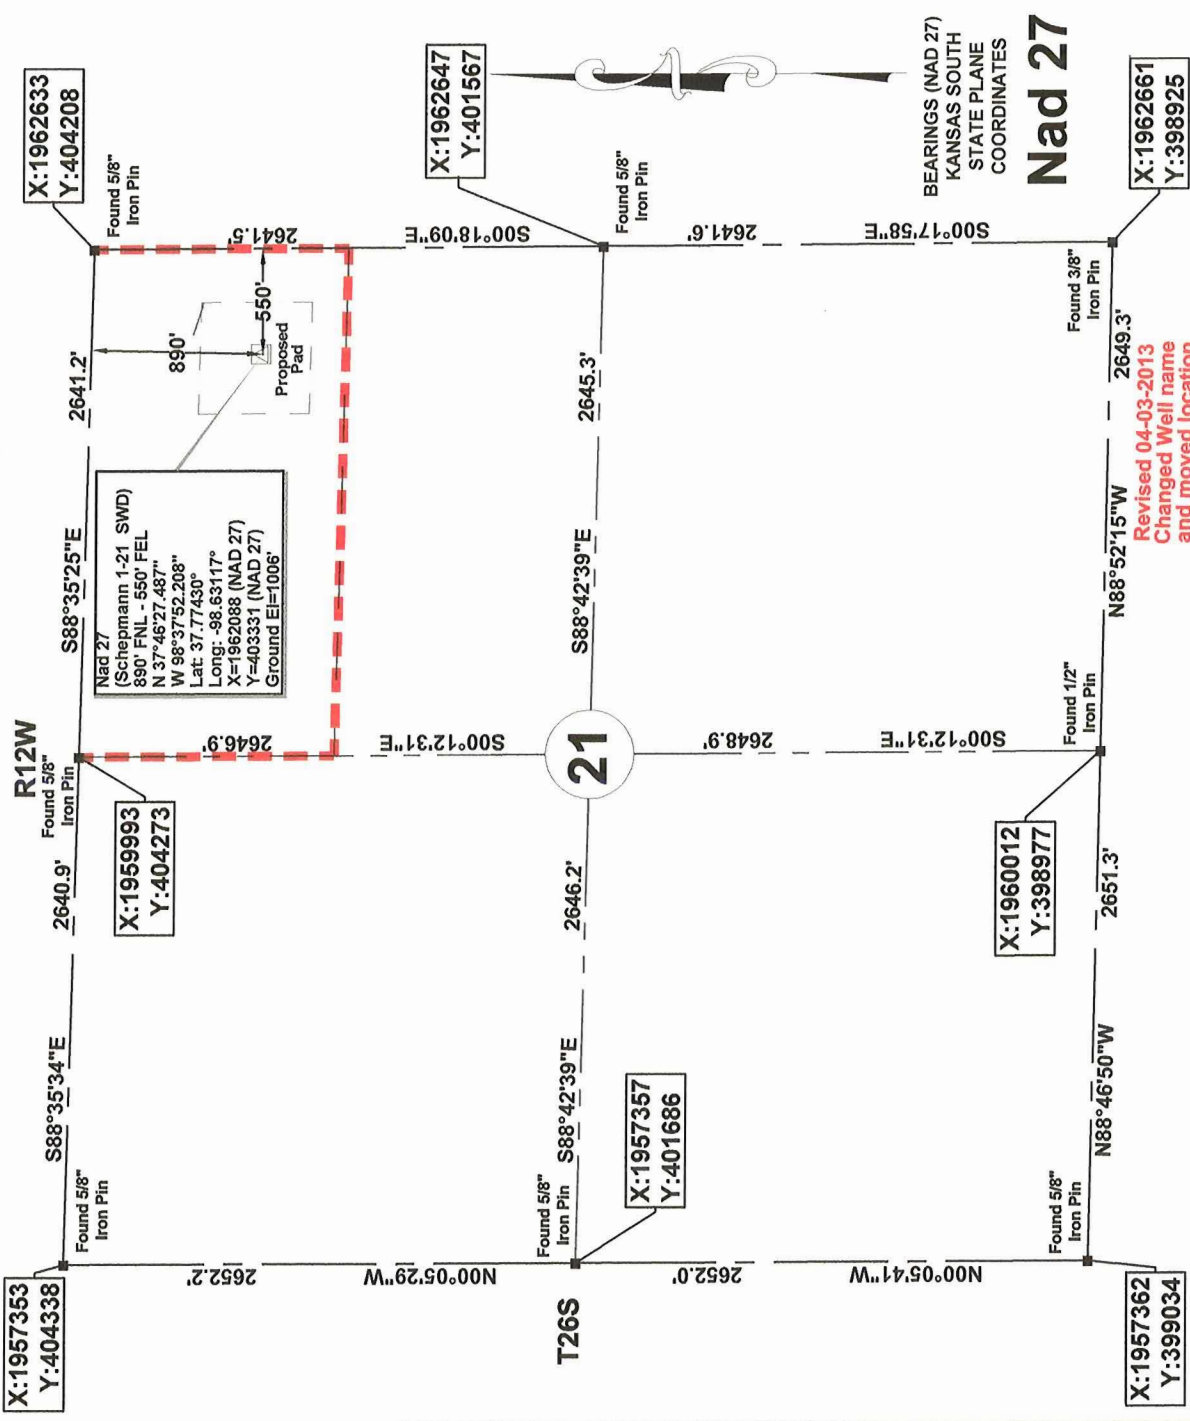 R12W
X:1957353
Y:404338
Found 5/8"
Iron Pin
S88°35'34"E
2640.9'
Found 5/8"
Iron Pin
X:1959993
Y:404273
S88°35'25"E
2641.2'
X:1962633
Y:404208
Found 5/8"
Iron Pin
Nad 27
(Schepmann 1-21 SWD)
890' FNL - 550' FEL
N 37°46'27.487"
W 98°37'52.208"
Lat: 37.77430°
Long: -98.63117°
X=1962088 (NAD 27)
Y=403331 (NAD 27)
Ground El=1006'
890'
550'
Proposed
Pad
2652.2'
N00°05'29"W
2646.9'
S00°12'31"E
2641.5'
S00°18'09"E
T26S
Found 5/8"
Iron Pin
X:1957357
Y:401686
S88°42'39"E
2646.2'
21
S88°42'39"E
2645.3'
X:1962647
Y:401567
Found 5/8"
Iron Pin
2652.0'
N00°05'41"W
2648.9'
S00°12'31"E
2641.6'
S00°17'58"E
BEARINGS (NAD 27)
KANSAS SOUTH
STATE PLANE
COORDINATES
Nad 27
Found 5/8"
Iron Pin
X:1957362
Y:399034
N88°46'50"W
2651.3'
X:1960012
Y:398977
Found 1/2"
Iron Pin
N88°52'15"W
2649.3'
Found 3/8"
Iron Pin
X:1962661
Y:398925
Revised 04-03-2013
Changed Well name
and moved location